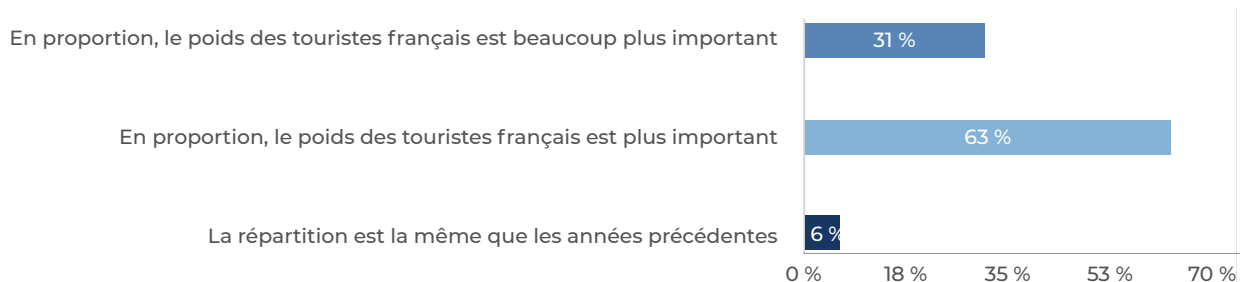 En proportion, le poids des touristes français est beaucoup plus important
31 %
En proportion, le poids des touristes français est plus important
63 %
La répartition est la même que les années précédentes
6 %
0 % 18 % 35 % 53 % 70 %